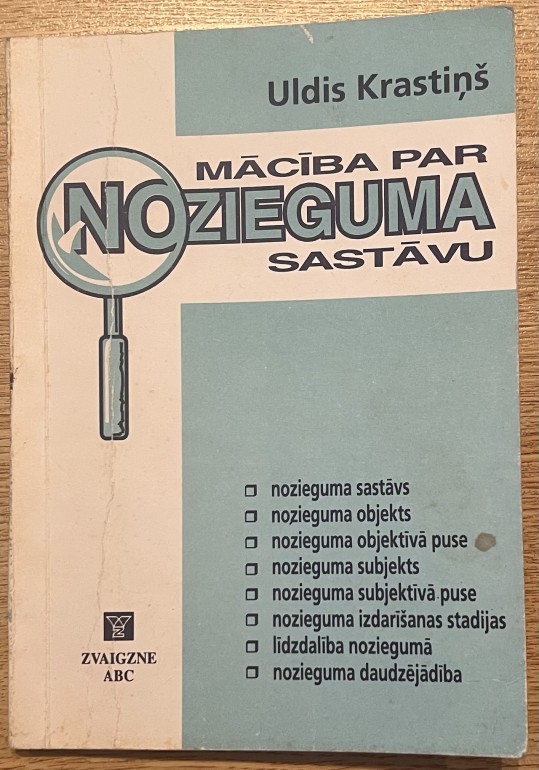 Uldis Krastiņš
MĀCĪBA PAR
NOZIEGUMA
SASTĀVU
nozieguma sastāvs
nozieguma objekts
nozieguma objektīvā puse
nozieguma subjekts
nozieguma subjektīvā puse
nozieguma izdarīšanas stadijas
līdzdalība noziegumā
nozieguma daudzējādība
ZVAIGZNE
ABC